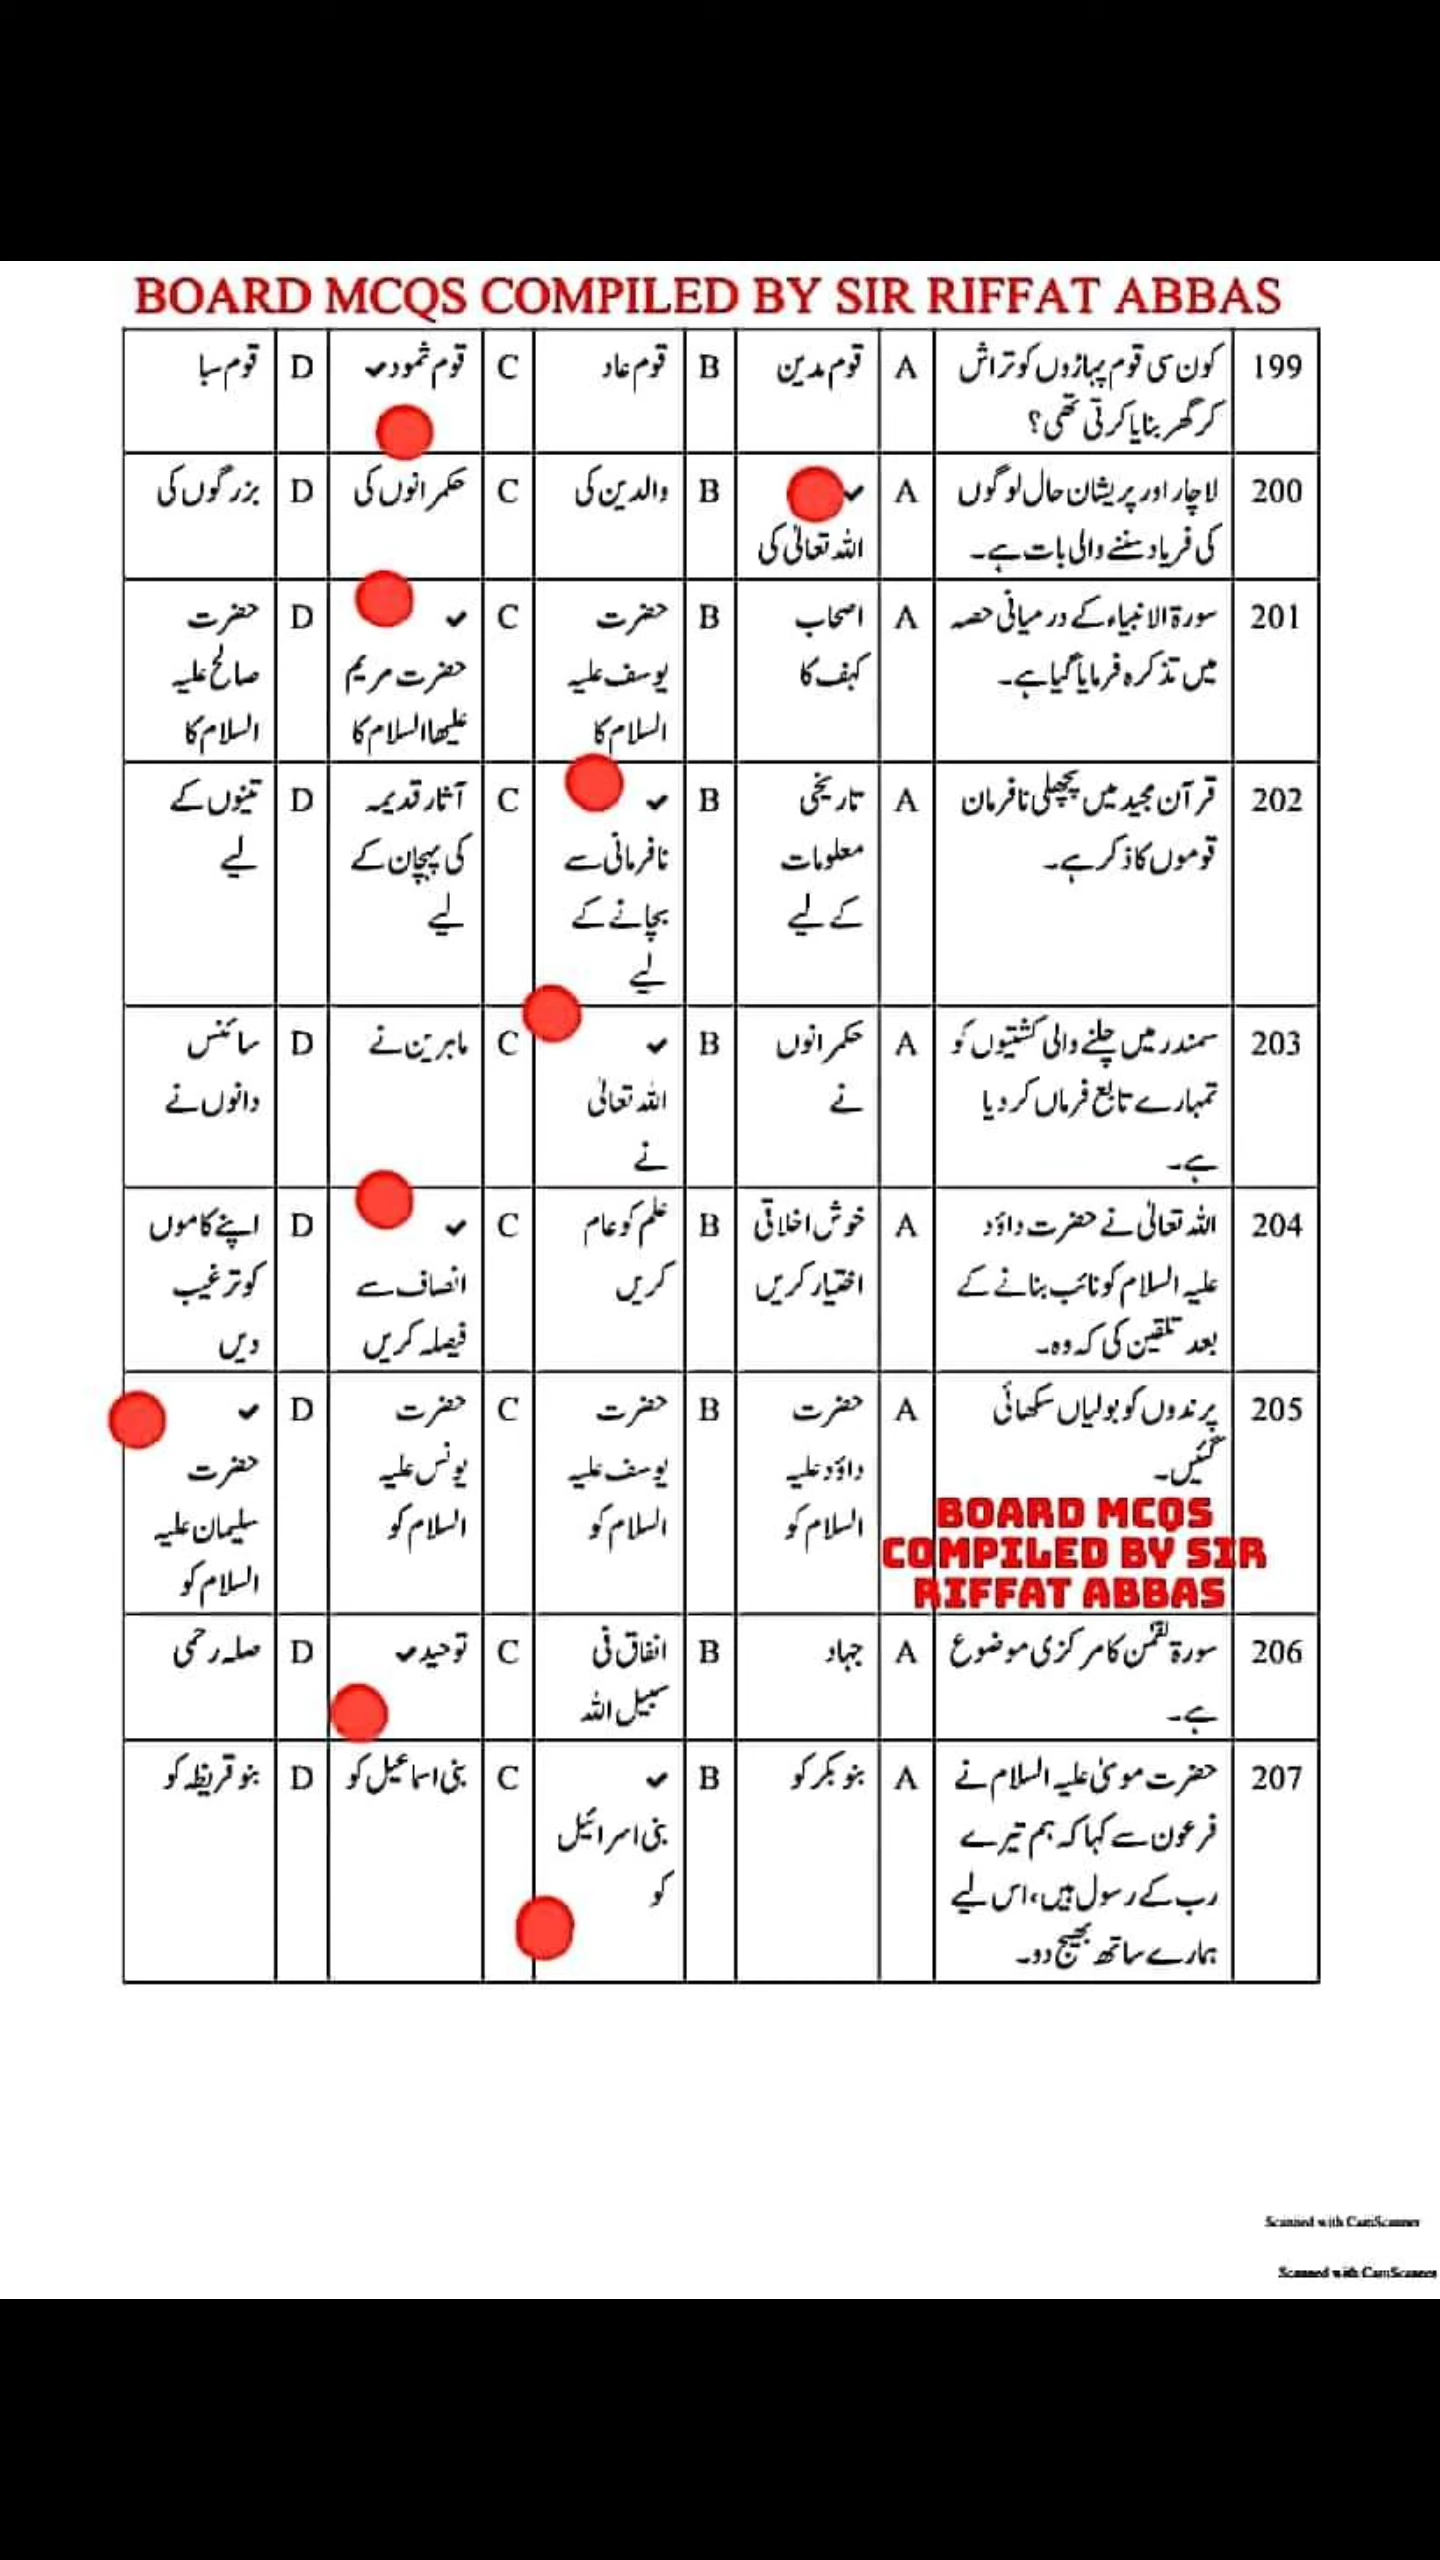 BOARD MCQS COMPILED BY SIR RIFFAT ABBAS
199 کون سی قوم پہاڑوں کو تراش A قوم مدین B قوم عاد C قوم ثمود✔ D قوم سبا
کر گھر بنایا کرتی تھی؟
200 لاچار اور پریشان حال لوگوں A ✔ B والدین کی C حکمرانوں کی D بزرگوں کی
کی فریاد سننے والی بات ہے۔ اللہ تعالیٰ کی
201 سورۃ الانبیاء کے درمیانی حصہ A اصحاب B حضرت C ✔ D حضرت
میں تذکرہ فرمایا گیا ہے۔ کہف کا یوسف علیہ حضرت مریم صالح علیہ
السلام کا علیھا السلام کا السلام کا
202 قرآن مجید میں پچھلی نافرمان A تاریخی B ✔ C آثار قدیمہ D تینوں کے
قوموں کا ذکر ہے۔ معلومات نافرمانی سے کی پہچان کے لیے
کے لیے بچانے کے لیے
لیے
203 سمندر میں چلنے والی کشتیوں کو A حکمرانوں B ✔ C ماہرین نے D سائنس
تمہارے تابع فرماں کر دیا نے اللہ تعالیٰ دانوں نے
ہے۔ نے
204 اللہ تعالیٰ نے حضرت داؤد A خوش اخلاقی B علم کو عام C ✔ D اپنے کاموں
علیہ السلام کو نائب بنانے کے اختیار کریں کریں انصاف سے کو ترغیب
بعد تلقین کی کہ وہ۔ فیصلہ کریں دیں
205 پرندوں کو بولیاں سکھائی A حضرت B حضرت C حضرت D ✔
گئیں۔ داؤد علیہ یوسف علیہ یونس علیہ حضرت
السلام کو السلام کو السلام کو سلیمان علیہ
السلام کو
BOARD MCQS
COMPILED BY SIR
RIFFAT ABBAS
206 سورۃ لقمٰن کا مرکزی موضوع A جہاد B انفاق فی C توحید✔ D صلہ رحمی
ہے۔ سبیل اللہ
207 حضرت موسیٰ علیہ السلام نے A بنو بکر کو B ✔ C بنی اسماعیل کو D بنو قریظہ کو
فرعون سے کہا کہ ہم تیرے بنی اسرائیل
رب کے رسول ہیں، اس لیے کو
ہمارے ساتھ بھیج دو۔
Scanned with CamScanner
Scanned with CamScanner